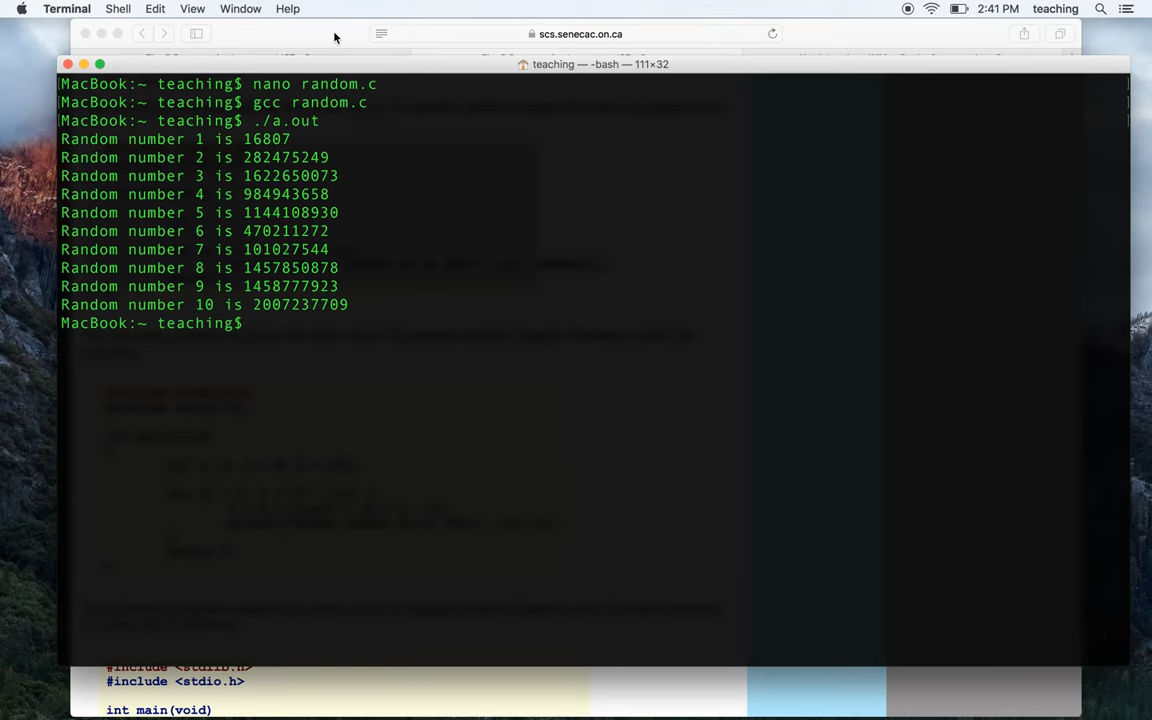 Terminal Shell Edit View Window Help 2:41 PM teaching
scs.senecac.on.ca
teaching — -bash — 111×32
MacBook:~ teaching$ nano random.c
MacBook:~ teaching$ gcc random.c
MacBook:~ teaching$ ./a.out
Random number 1 is 16807
Random number 2 is 282475249
Random number 3 is 1622650073
Random number 4 is 984943658
Random number 5 is 1144108930
Random number 6 is 470211272
Random number 7 is 101027544
Random number 8 is 1457850878
Random number 9 is 1458777923
Random number 10 is 2007237709
MacBook:~ teaching$
#include <stdlib.h>
#include <stdio.h>
int main(void)